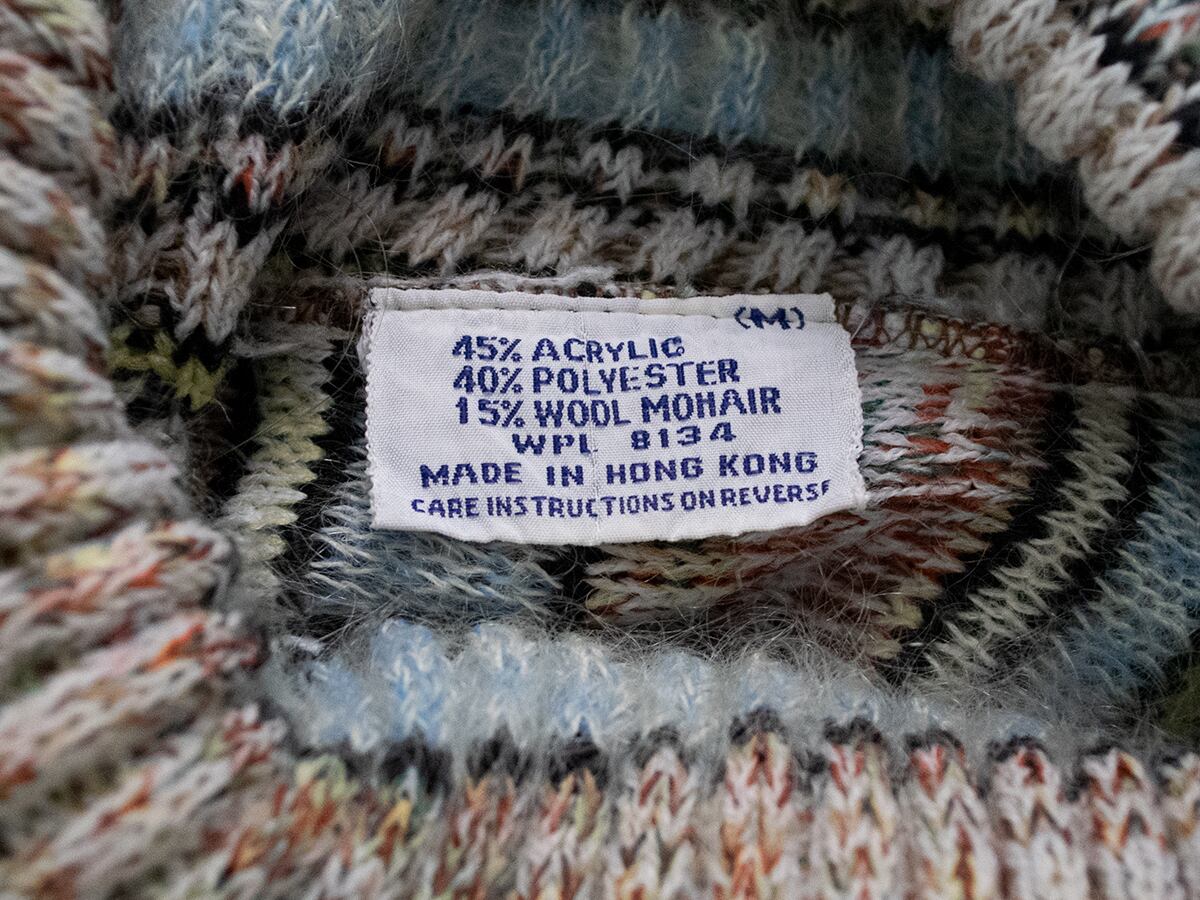 (M)
45% ACRYLIC
40% POLYESTER
15% WOOL MOHAIR
WPL 8134
MADE IN HONG KONG
CARE INSTRUCTIONS ON REVERSE